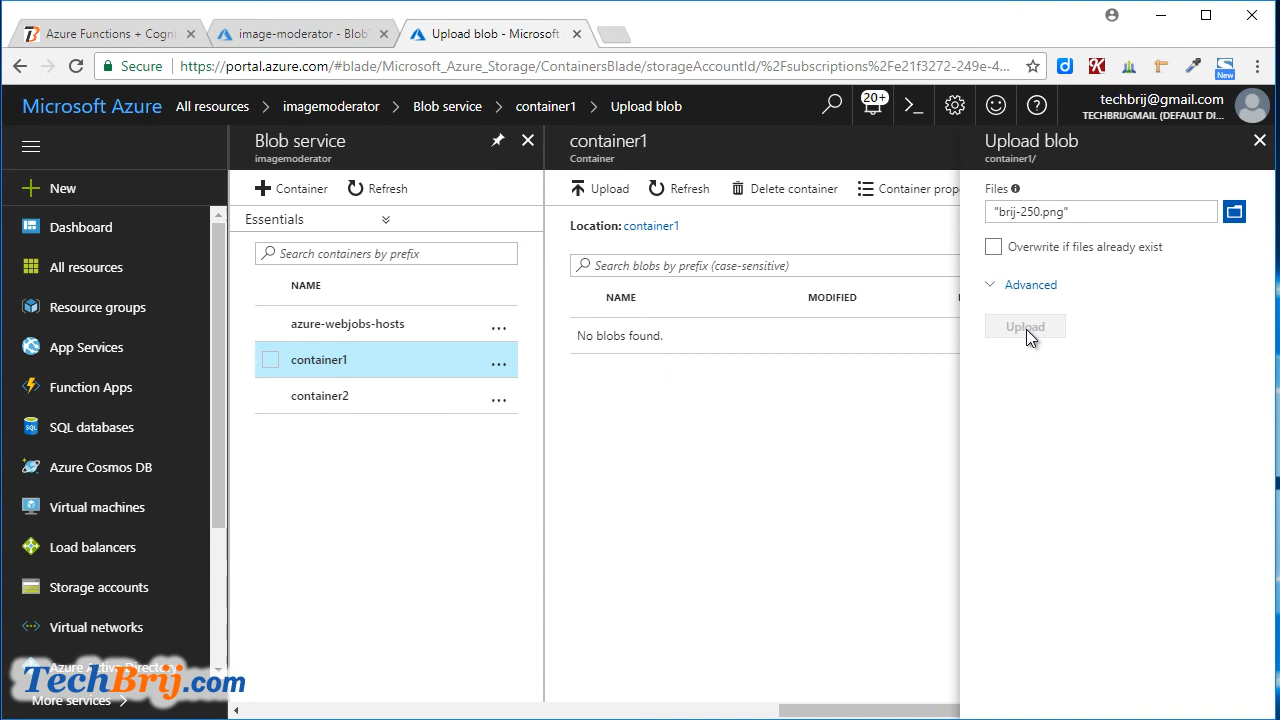 Azure Functions + Cogni
image-moderator - Blob
Upload blob - Microsoft
Secure https://portal.azure.com/#blade/Microsoft_Azure_Storage/ContainersBlade/storageAccountId/%2Fsubscriptions%2Fe21f3272-249e-4...
New
Microsoft Azure All resources > imagemoderator > Blob service > container1 > Upload blob
20+
techbrij@gmail.com
TECHBRIJGMAIL (DEFAULT DI...
New
Dashboard
All resources
Resource groups
App Services
Function Apps
SQL databases
Azure Cosmos DB
Virtual machines
Load balancers
Storage accounts
Virtual networks
Azure Active Directory
More services >
TechBrij.com
Blob service
imagemoderator
Container Refresh
Essentials
Search containers by prefix
NAME
azure-webjobs-hosts ...
container1 ...
container2 ...
container1
Container
Upload Refresh Delete container Container prop
Location: container1
Search blobs by prefix (case-sensitive)
NAME MODIFIED
No blobs found.
Upload blob
container1/
Files
"brij-250.png"
Overwrite if files already exist
Advanced
Upload